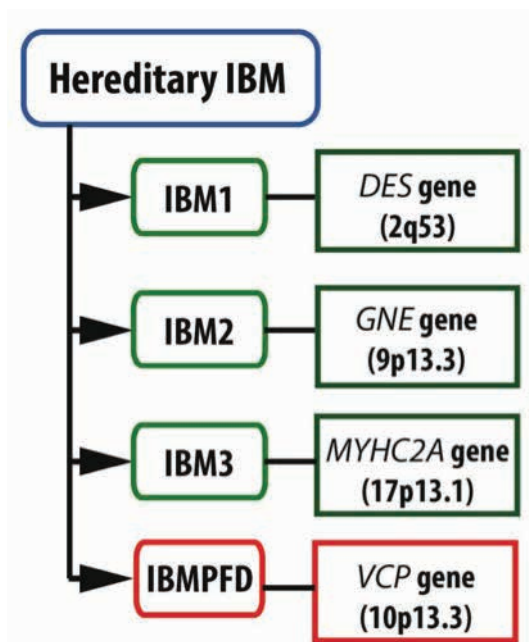 Hereditary IBM
IBM1
DES gene
(2q53)
IBM2
GNE gene
(9p13.3)
IBM3
MYHC2A gene
(17p13.1)
IBMPFD
VCP gene
(10p13.3)